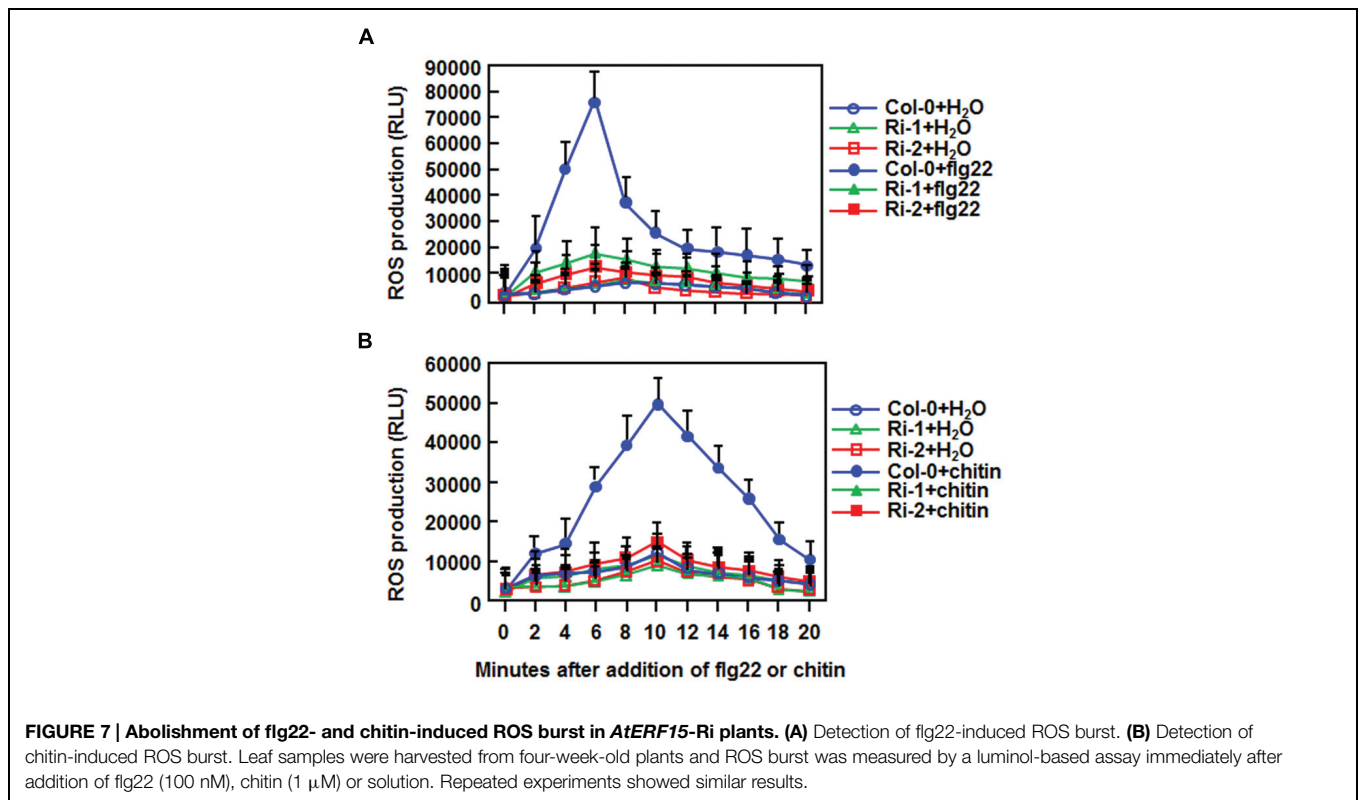 A
90000
80000
70000
60000
50000
40000
30000
20000
10000
0
ROS production (RLU)
Col-0+H₂O
Ri-1+H₂O
Ri-2+H₂O
Col-0+flg22
Ri-1+flg22
Ri-2+flg22
B
60000
50000
40000
30000
20000
10000
0
ROS production (RLU)
Col-0+H₂O
Ri-1+H₂O
Ri-2+H₂O
Col-0+chitin
Ri-1+chitin
Ri-2+chitin
0 2 4 6 8 10 12 14 16 18 20
Minutes after addition of flg22 or chitin
FIGURE 7 | Abolishment of flg22- and chitin-induced ROS burst in AtERF15-Ri plants. (A) Detection of flg22-induced ROS burst. (B) Detection of
chitin-induced ROS burst. Leaf samples were harvested from four-week-old plants and ROS burst was measured by a luminol-based assay immediately after
addition of flg22 (100 nM), chitin (1 μM) or solution. Repeated experiments showed similar results.